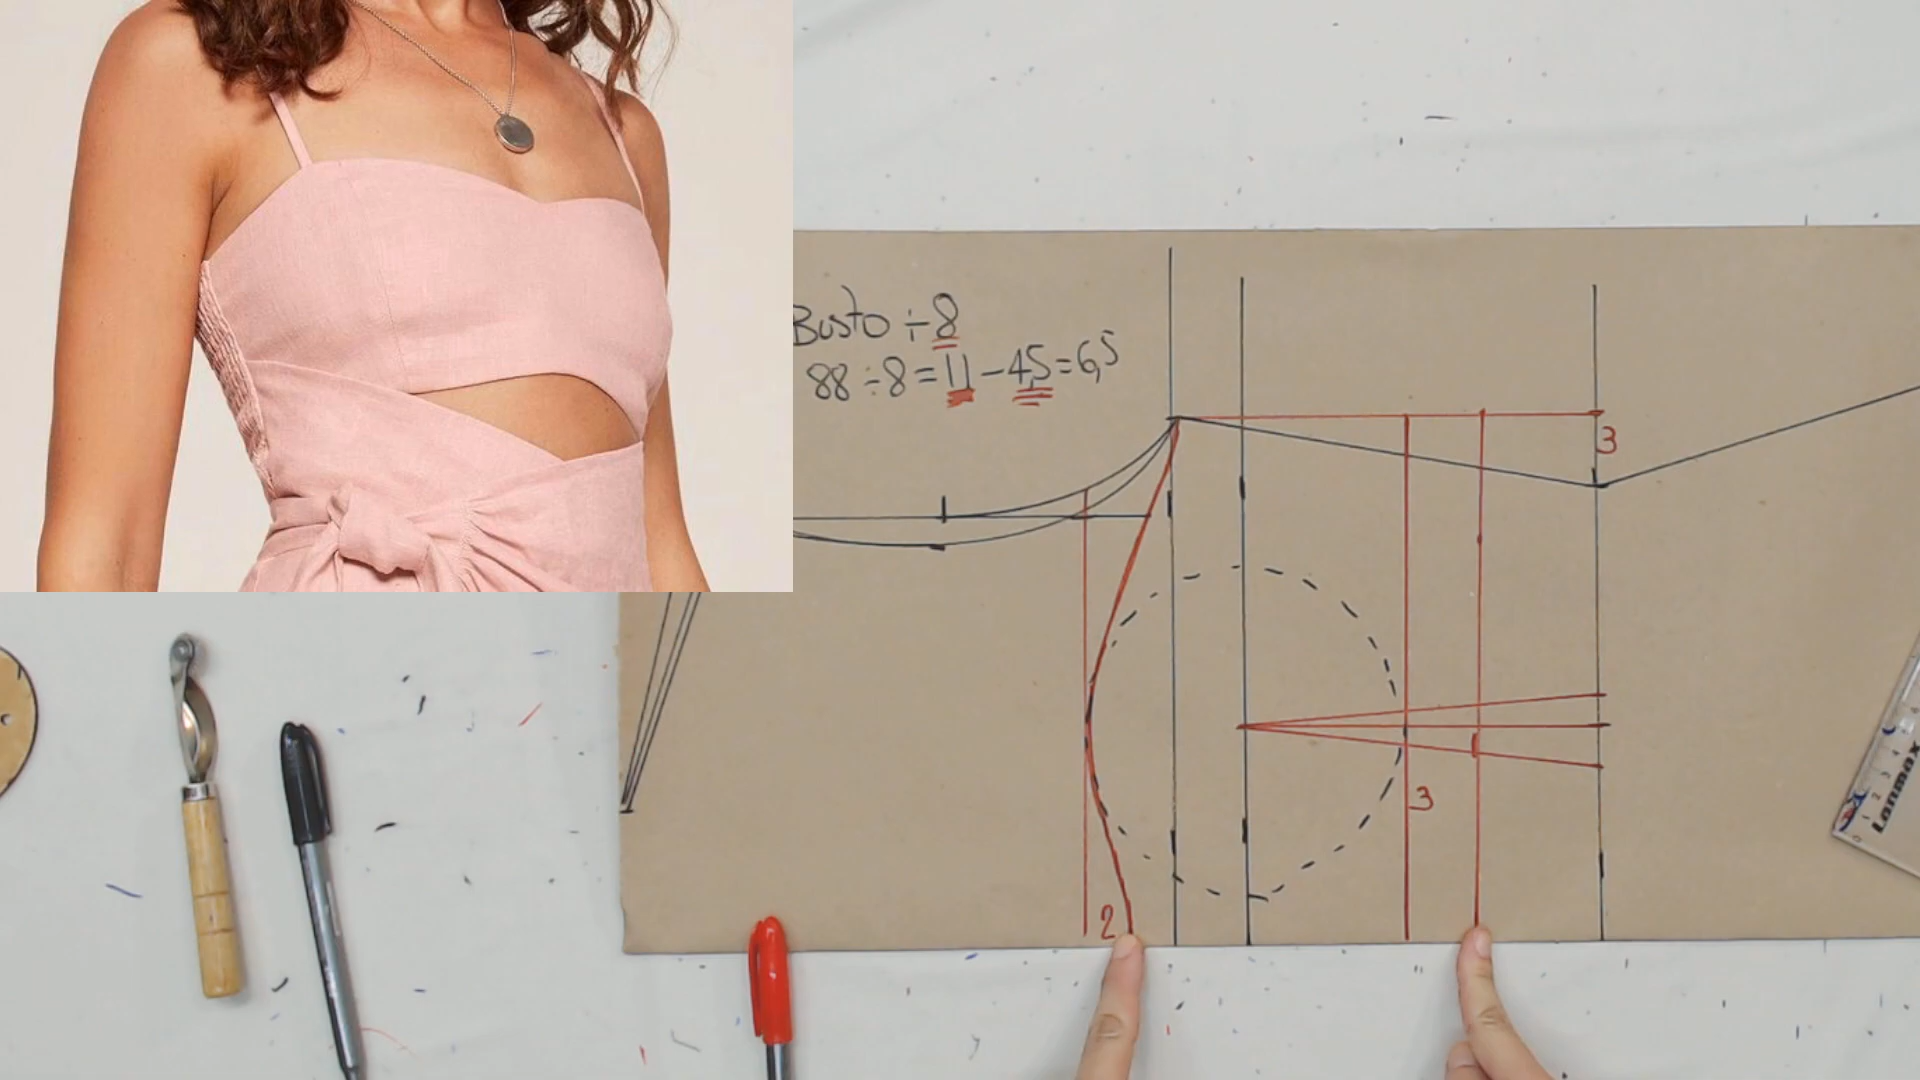 Busto ÷ 8
88 ÷ 8 = 11 - 4,5 = 6,5
3
3
2
Lanmax